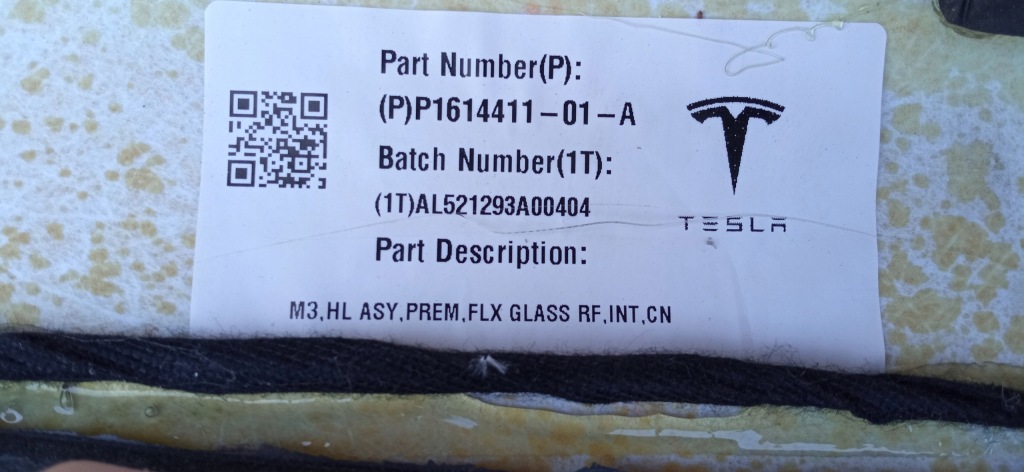 Part Number(P):
(P)P1614411-01-A
Batch Number(1T):
(1T)AL521293A00404
TESLA
Part Description:
M3,HL ASY,PREM,FLX GLASS RF,INT,CN